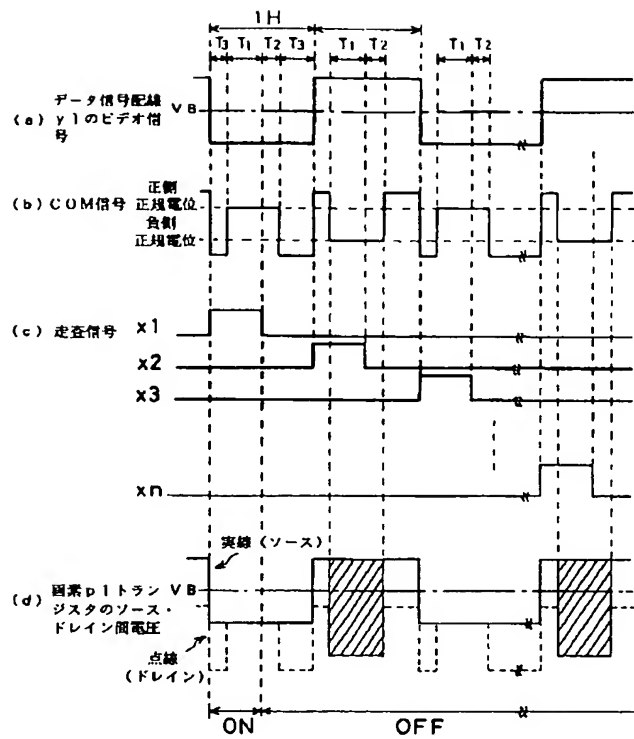 1H
T3 T1 T2 T3 T1 T2 T1 T2
(a) データ信号配線 VB
y1のビデオ信
号
(b) COM信号 正側
正規電位
負側
正規電位
(c) 走査信号 x1
x2
x3
xn
実線(ソース)
(d) 画素p1トラン VB
ジスタのソース・
ドレイン間電圧
点線
(ドレイン)
ON OFF